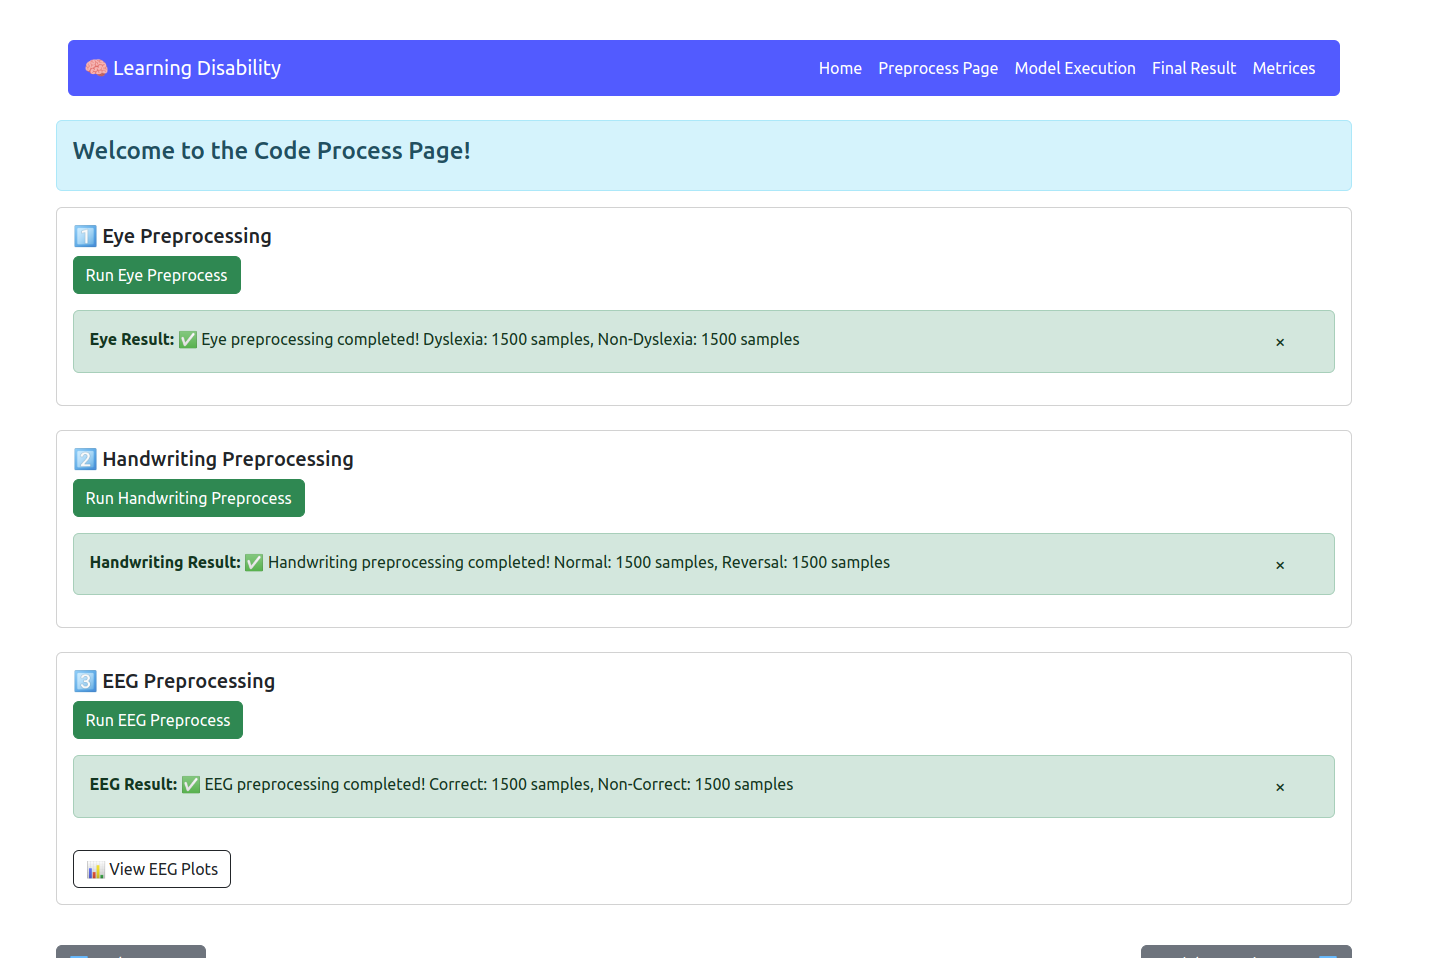 🧠 Learning Disability
Home Preprocess Page Model Execution Final Result Metrices
Welcome to the Code Process Page!
1️⃣ Eye Preprocessing
Run Eye Preprocess
Eye Result: ✅ Eye preprocessing completed! Dyslexia: 1500 samples, Non-Dyslexia: 1500 samples ×
2️⃣ Handwriting Preprocessing
Run Handwriting Preprocess
Handwriting Result: ✅ Handwriting preprocessing completed! Normal: 1500 samples, Reversal: 1500 samples ×
3️⃣ EEG Preprocessing
Run EEG Preprocess
EEG Result: ✅ EEG preprocessing completed! Correct: 1500 samples, Non-Correct: 1500 samples ×
📊 View EEG Plots